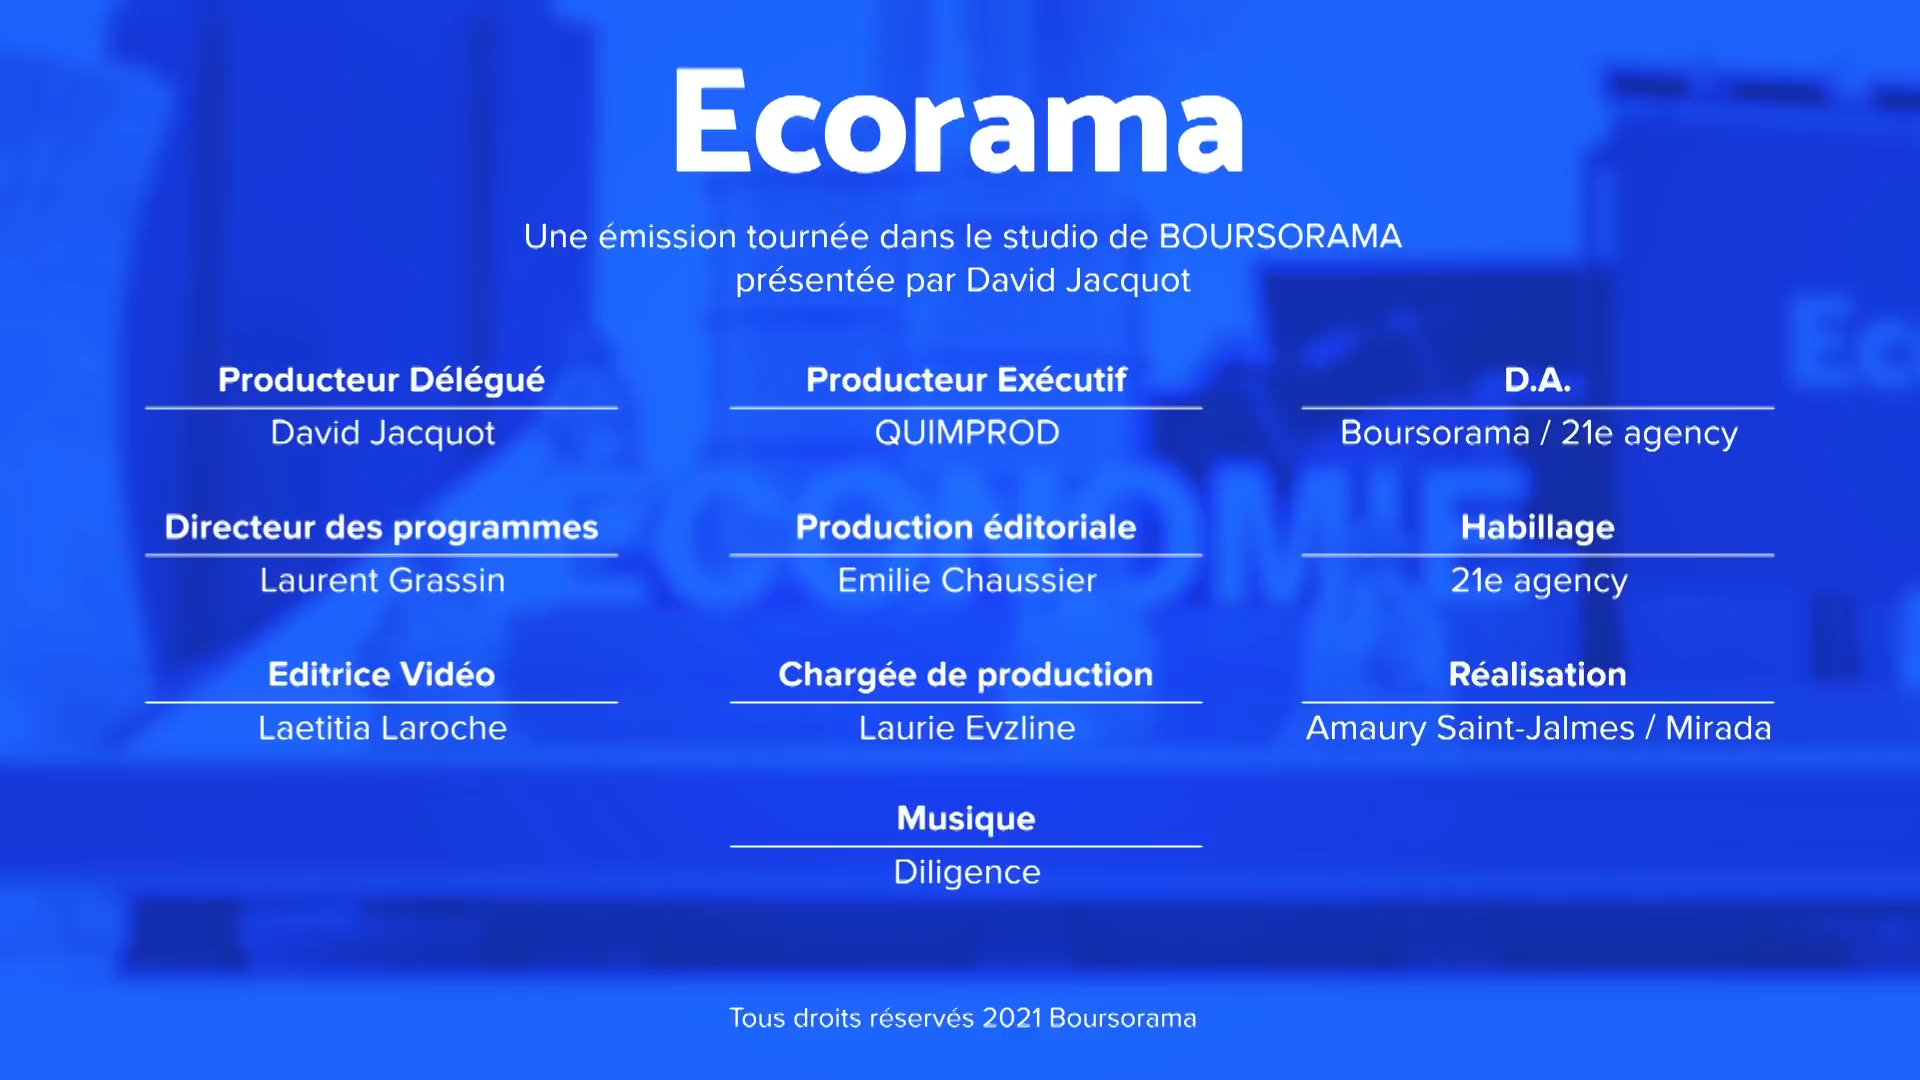 Ecorama
Une émission tournée dans le studio de BOURSORAMA
présentée par David Jacquot
Producteur Délégué
David Jacquot
Producteur Exécutif
QUIMPROD
D.A.
Boursorama / 21e agency
Directeur des programmes
Laurent Grassin
Production éditoriale
Emilie Chaussier
Habillage
21e agency
Editrice Vidéo
Laetitia Laroche
Chargée de production
Laurie Evzline
Réalisation
Amaury Saint-Jalmes / Mirada
Musique
Diligence
Tous droits réservés 2021 Boursorama
ECONOMIE
Eco